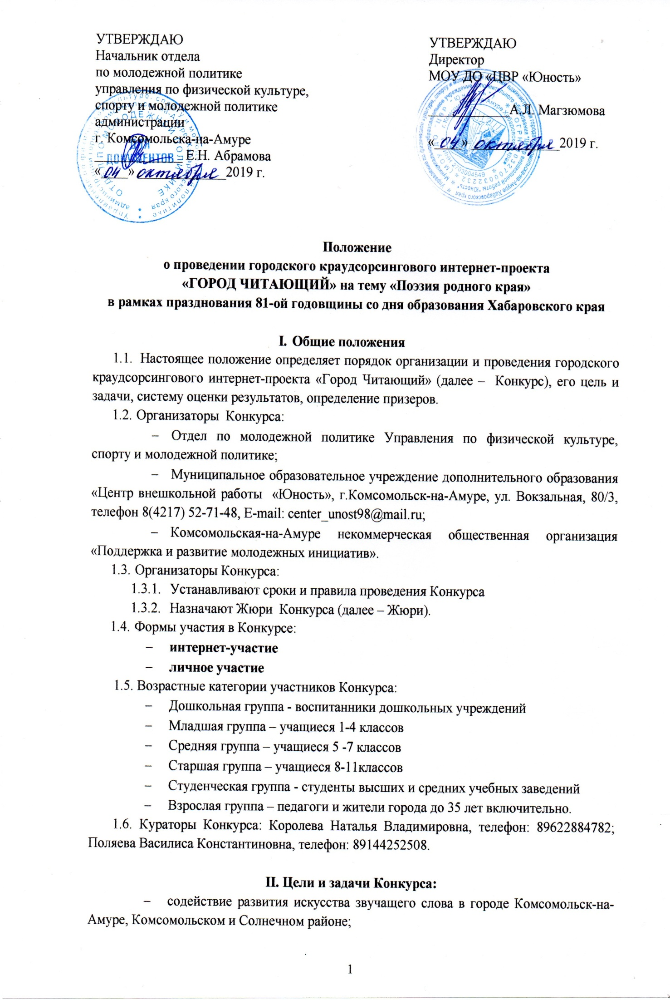 УТВЕРЖДАЮ
Начальник отдела
по молодежной политике
управления по физической культуре,
спорту и молодежной политике
администрации
г. Комсомольска-на-Амуре
_____________ Е.Н. Абрамова
«04» октября 2019 г.
УТВЕРЖДАЮ
Директор
МОУ ДО «ЦВР «Юность»
____________А.Л. Магзюмова
«04» октября 2019 г.
ДЛЯ
ДОКУМЕНТОВ
ОТДЕЛ ПО МОЛОДЕЖНОЙ ПОЛИТИКЕ
Положение
о проведении городского краудсорсингового интернет-проекта
«ГОРОД ЧИТАЮЩИЙ» на тему «Поэзия родного края»
в рамках празднования 81-ой годовщины со дня образования Хабаровского края
I. Общие положения
1.1. Настоящее положение определяет порядок организации и проведения городского
краудсорсингового интернет-проекта «Город Читающий» (далее – Конкурс), его цель и
задачи, систему оценки результатов, определение призеров.
1.2. Организаторы Конкурса:
– Отдел по молодежной политике Управления по физической культуре,
спорту и молодежной политике;
– Муниципальное образовательное учреждение дополнительного образования
«Центр внешкольной работы «Юность», г.Комсомольск-на-Амуре, ул. Вокзальная, 80/3,
телефон 8(4217) 52-71-48, E-mail: center_unost98@mail.ru;
– Комсомольская-на-Амуре некоммерческая общественная организация
«Поддержка и развитие молодежных инициатив».
1.3. Организаторы Конкурса:
1.3.1. Устанавливают сроки и правила проведения Конкурса
1.3.2. Назначают Жюри Конкурса (далее – Жюри).
1.4. Формы участия в Конкурсе:
– интернет-участие
– личное участие
1.5. Возрастные категории участников Конкурса:
– Дошкольная группа - воспитанники дошкольных учреждений
– Младшая группа – учащиеся 1-4 классов
– Средняя группа – учащиеся 5 -7 классов
– Старшая группа – учащиеся 8-11классов
– Студенческая группа - студенты высших и средних учебных заведений
– Взрослая группа – педагоги и жители города до 35 лет включительно.
1.6. Кураторы Конкурса: Королева Наталья Владимировна, телефон: 89622884782;
Поляева Василиса Константиновна, телефон: 89144252508.
II. Цели и задачи Конкурса:
– содействие развития искусства звучащего слова в городе Комсомольск-на-
Амуре, Комсомольском и Солнечном районе;
1